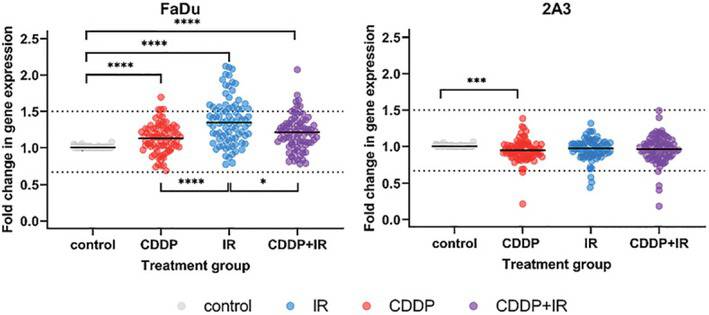 FaDu
Fold change in gene expression
2.5
2.0
1.5
1.0
0.5
0.0
****
****
****
****
*
control
CDDP
IR
CDDP+IR
Treatment group
2A3
Fold change in gene expression
2.5
2.0
1.5
1.0
0.5
0.0
***
control
CDDP
IR
CDDP+IR
Treatment group
control
IR
CDDP
CDDP+IR